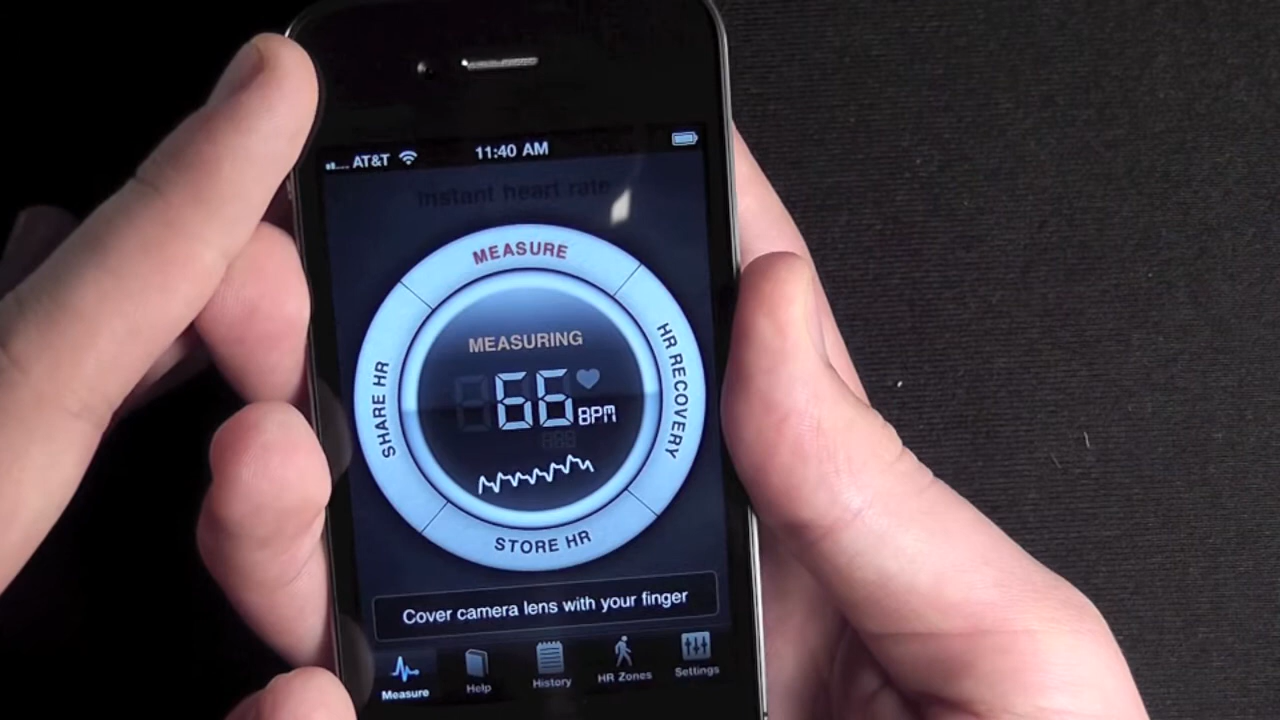 AT&T 11:40 AM
Instant heart rate
MEASURE
HR RECOVERY
SHARE HR
MEASURING
66 BPM
STORE HR
Cover camera lens with your finger
Measure Help History HR Zones Settings